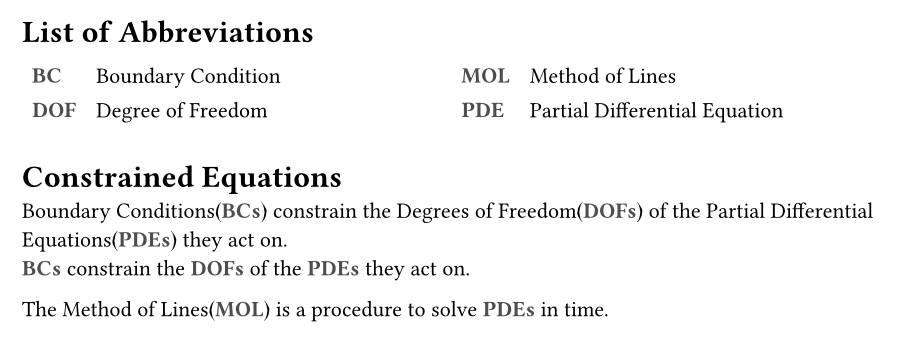 List of Abbreviations
BC Boundary Condition MOL Method of Lines
DOF Degree of Freedom PDE Partial Differential Equation
Constrained Equations
Boundary Conditions(BCs) constrain the Degrees of Freedom(DOFs) of the Partial Differential
Equations(PDEs) they act on.
BCs constrain the DOFs of the PDEs they act on.
The Method of Lines(MOL) is a procedure to solve PDEs in time.